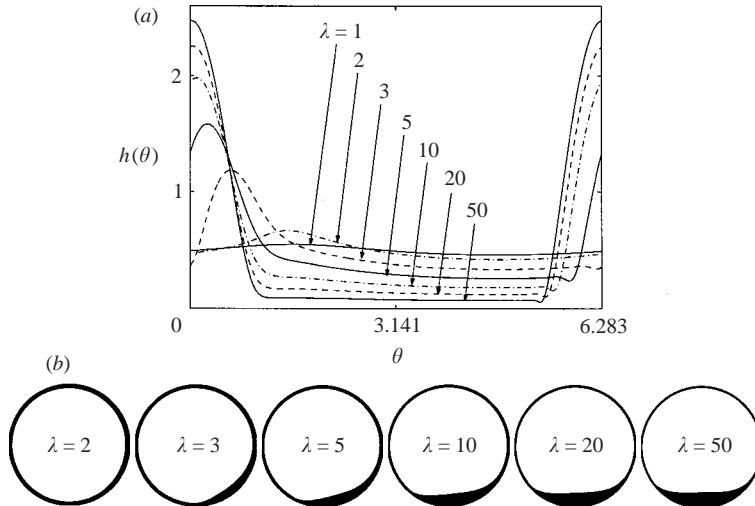 (a)
λ = 1
2
3
5
10
20
50
2
1
h(θ)
0
3.141
6.283
θ
(b)
λ = 2
λ = 3
λ = 5
λ = 10
λ = 20
λ = 50